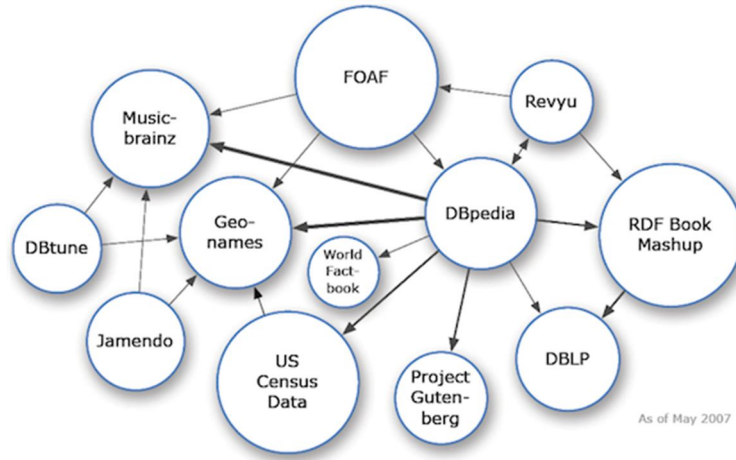 FOAF
Revyu
Music-
brainz
DBpedia
RDF Book
Mashup
Geo-
names
DBtune
World
Fact-
book
Jamendo
US
Census
Data
Project
Guten-
berg
DBLP
As of May 2007